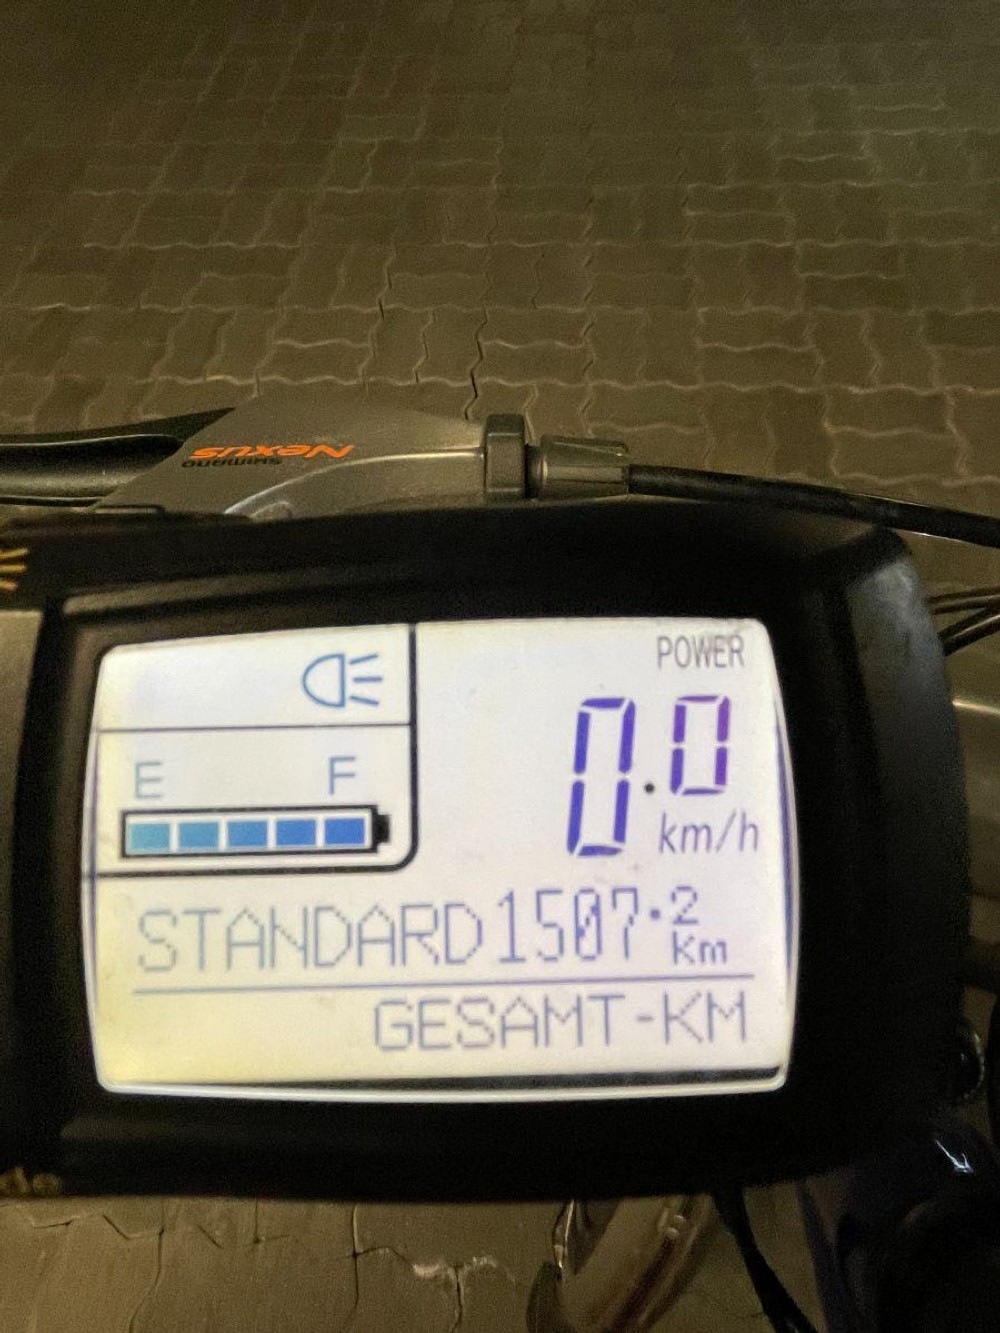 SHIMANO
Nexus
POWER
0.0
km/h
E F
STANDARD 1507.2
Km
GESAMT-KM